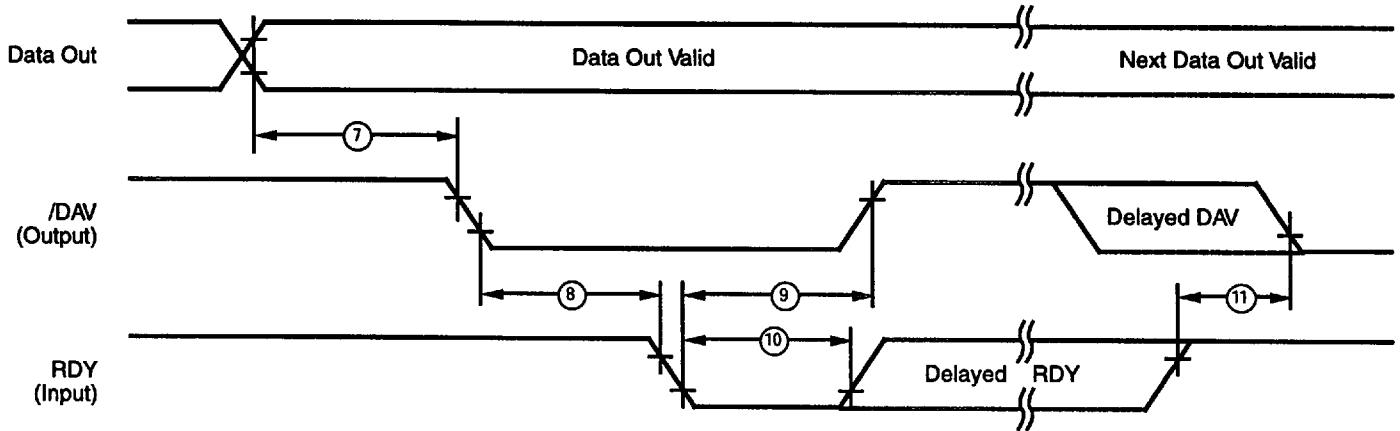 Data Out
Data Out Valid
Next Data Out Valid
7
/DAV
(Output)
Delayed DAV
8
9
11
10
RDY
(Input)
Delayed RDY